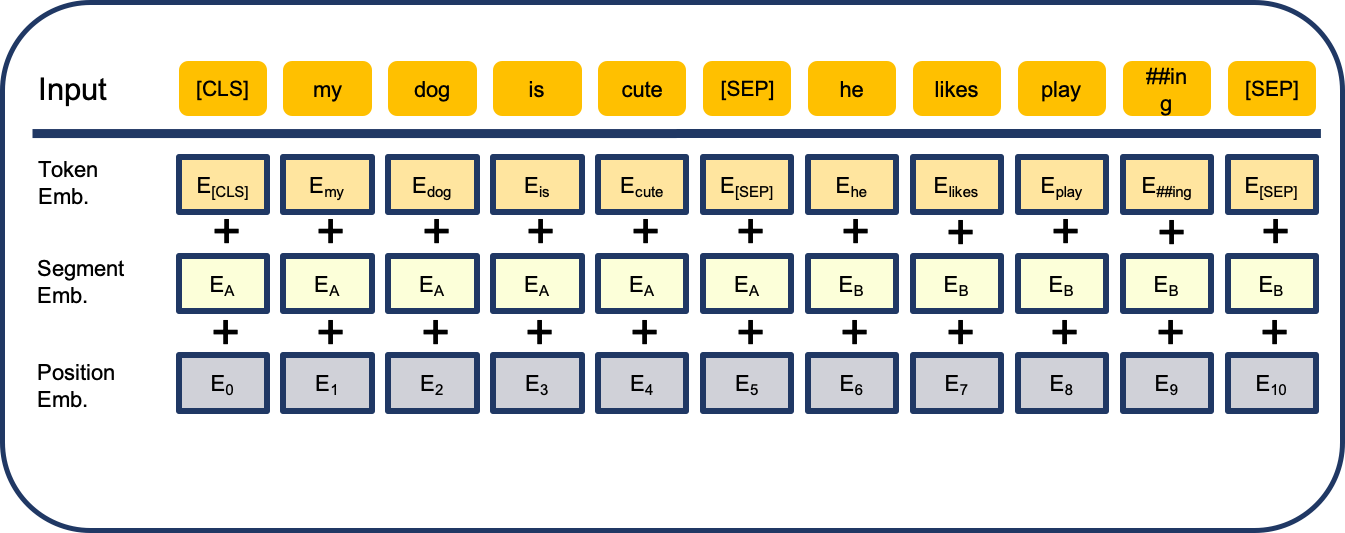 Input [CLS] my dog is cute [SEP] he likes play ##in
g [SEP]
Token
Emb. E[CLS] Emy Edog Eis Ecute E[SEP] Ehe Elikes Eplay E##ing E[SEP]
+ + + + + + + + + + +
Segment
Emb. EA EA EA EA EA EA EB EB EB EB EB
+ + + + + + + + + + +
Position
Emb. E0 E1 E2 E3 E4 E5 E6 E7 E8 E9 E10